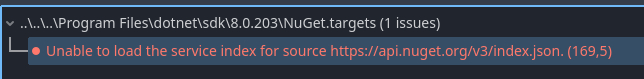 ..\..\..\Program Files\dotnet\sdk\8.0.203\NuGet.targets (1 issues)
Unable to load the service index for source https://api.nuget.org/v3/index.json. (169,5)